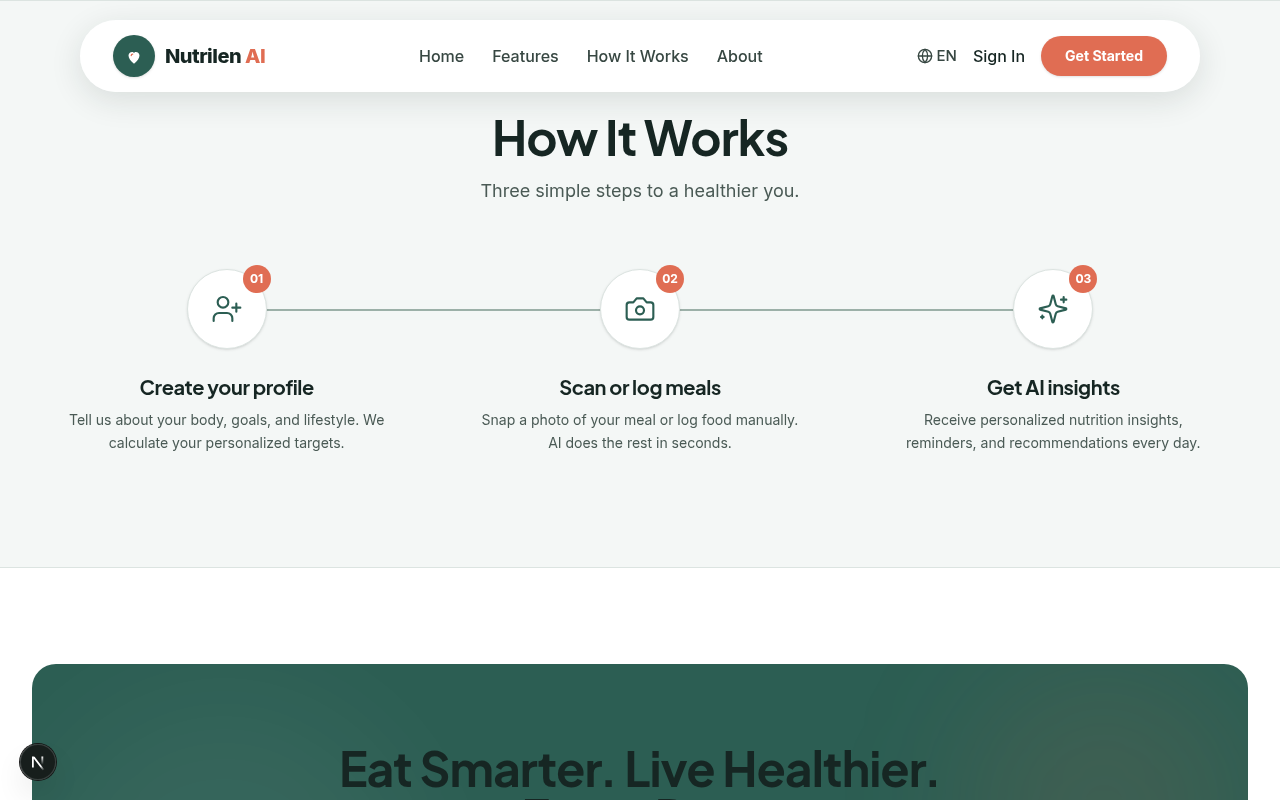 Nutrilen AI
Home
Features
How It Works
About
EN
Sign In
Get Started
How It Works
Three simple steps to a healthier you.
01
02
03
Create your profile
Tell us about your body, goals, and lifestyle. We
calculate your personalized targets.
Scan or log meals
Snap a photo of your meal or log food manually.
AI does the rest in seconds.
Get AI insights
Receive personalized nutrition insights,
reminders, and recommendations every day.
N
Eat Smarter. Live Healthier.